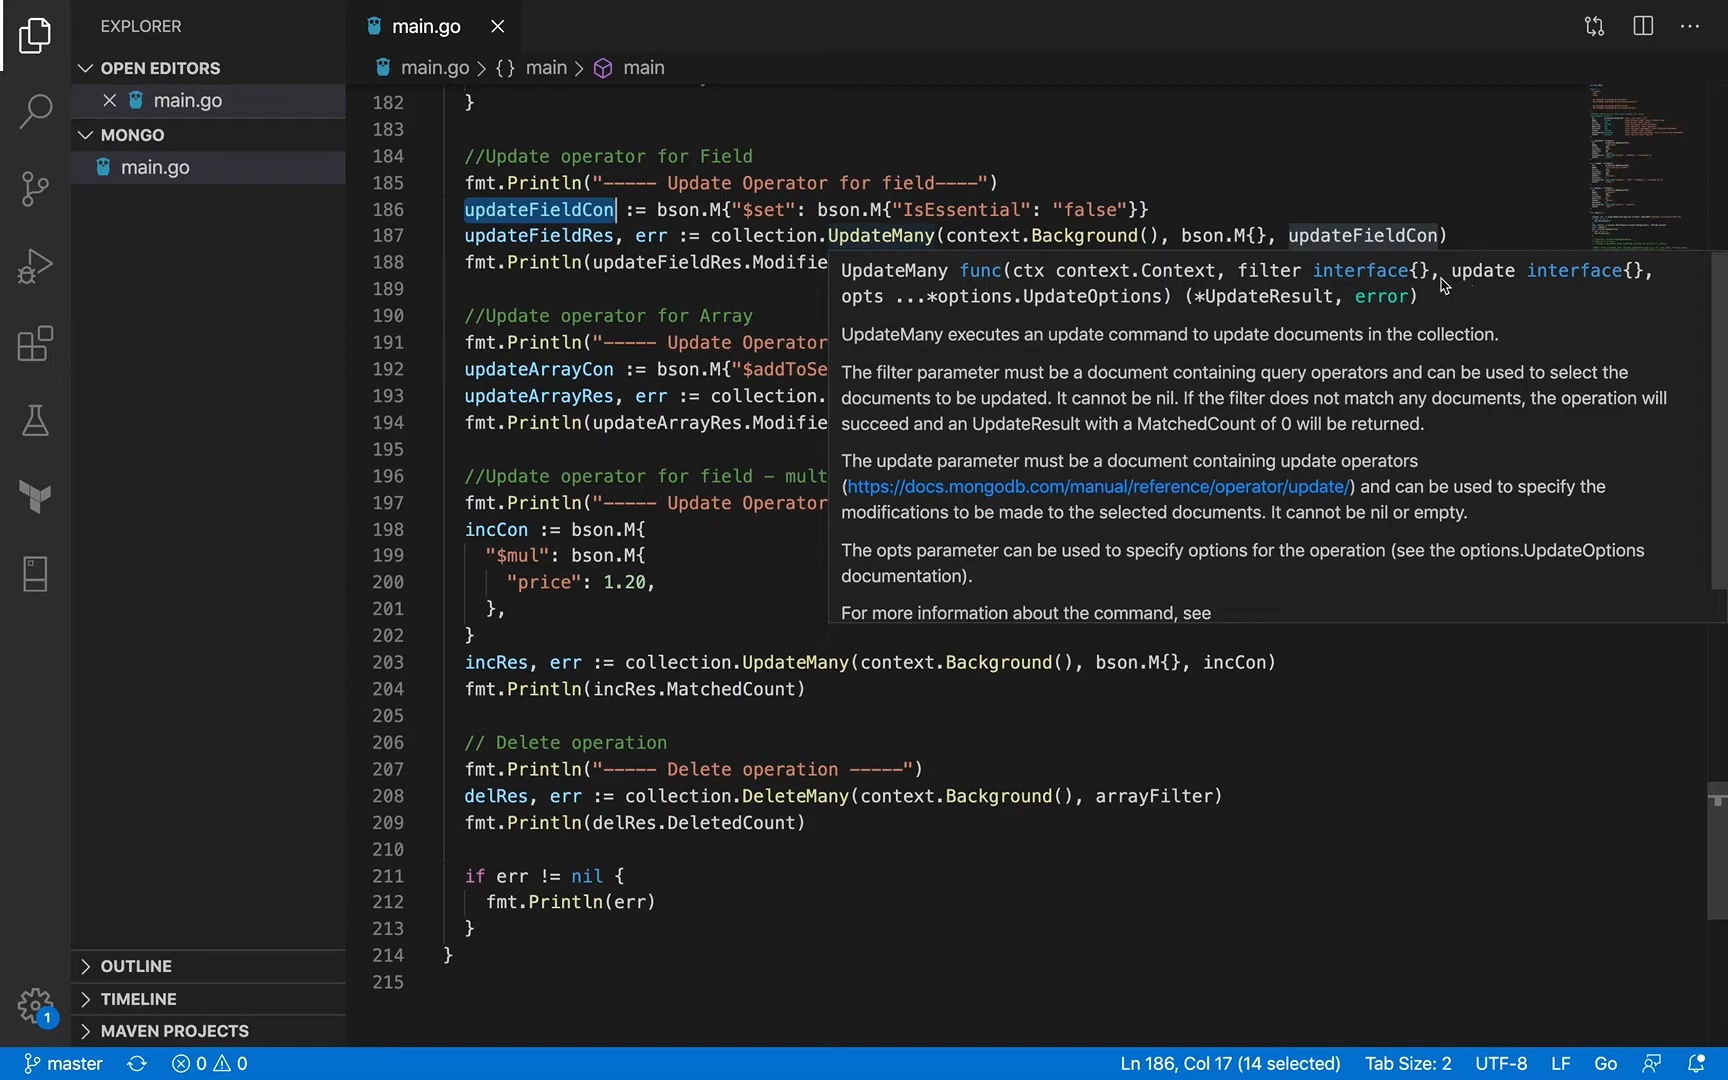 EXPLORER
OPEN EDITORS
main.go
MONGO
main.go
OUTLINE
TIMELINE
MAVEN PROJECTS
main.go
main.go > {} main > main
182 }
183
184 //Update operator for Field
185 fmt.Println("----- Update Operator for field----")
186 updateFieldCon := bson.M{"$set": bson.M{"IsEssential": "false"}}
187 updateFieldRes, err := collection.UpdateMany(context.Background(), bson.M{}, updateFieldCon)
188 fmt.Println(updateFieldRes.Modifie
189
190 //Update operator for Array
191 fmt.Println("----- Update Operator
192 updateArrayCon := bson.M{"$addToSe
193 updateArrayRes, err := collection.
194 fmt.Println(updateArrayRes.Modifie
195
196 //Update operator for field - mult
197 fmt.Println("----- Update Operator
198 incCon := bson.M{
199 "$mul": bson.M{
200 "price": 1.20,
201 },
202 }
203 incRes, err := collection.UpdateMany(context.Background(), bson.M{}, incCon)
204 fmt.Println(incRes.MatchedCount)
205
206 // Delete operation
207 fmt.Println("----- Delete operation -----")
208 delRes, err := collection.DeleteMany(context.Background(), arrayFilter)
209 fmt.Println(delRes.DeletedCount)
210
211 if err != nil {
212 fmt.Println(err)
213 }
214 }
215
UpdateMany func(ctx context.Context, filter interface{}, update interface{},
opts ...*options.UpdateOptions) (*UpdateResult, error)
UpdateMany executes an update command to update documents in the collection.
The filter parameter must be a document containing query operators and can be used to select the
documents to be updated. It cannot be nil. If the filter does not match any documents, the operation will
succeed and an UpdateResult with a MatchedCount of 0 will be returned.
The update parameter must be a document containing update operators
(https://docs.mongodb.com/manual/reference/operator/update/) and can be used to specify the
modifications to be made to the selected documents. It cannot be nil or empty.
The opts parameter can be used to specify options for the operation (see the options.UpdateOptions
documentation).
For more information about the command, see
1
master 0 0 Ln 186, Col 17 (14 selected) Tab Size: 2 UTF-8 LF Go